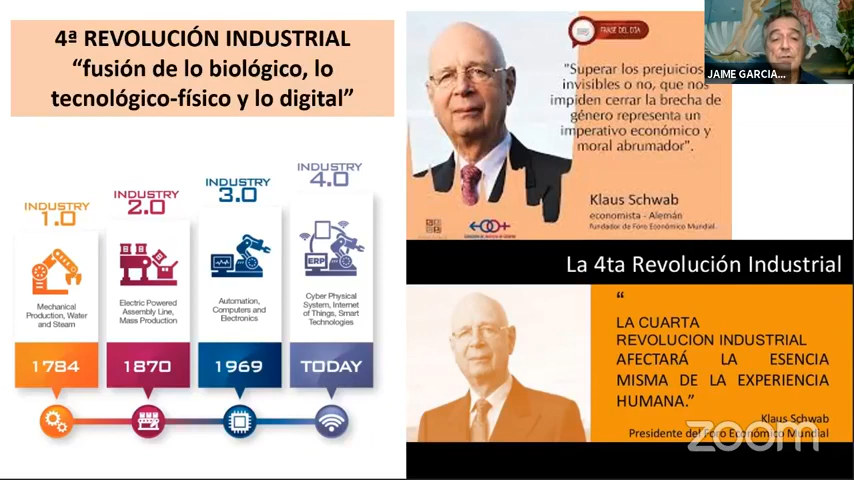 4ª REVOLUCIÓN INDUSTRIAL
“fusión de lo biológico, lo
tecnológico-físico y lo digital”
INDUSTRY
1.0
Mechanical
Production, Water
and Steam
1784
INDUSTRY
2.0
Electric Powered
Assembly Line,
Mass Production
1870
INDUSTRY
3.0
Automation,
Computers and
Electronics
1969
INDUSTRY
4.0
ERP
Cyber Physical
System, Internet
of Things, Smart
Technologies
TODAY
FRASE DEL DÍA
"Superar los prejuicios,
invisibles o no, que nos
impiden cerrar la brecha de
género representa un
imperativo económico y
moral abrumador".
Klaus Schwab
economista - Alemán
fundador de Foro Económico Mundial.
JAIME GARCIA...
La 4ta Revolución Industrial
“
LA CUARTA
REVOLUCION INDUSTRIAL
AFECTARÁ LA ESENCIA
MISMA DE LA EXPERIENCIA
HUMANA.”
Klaus Schwab
Presidente del Foro Económico Mundial
zoom